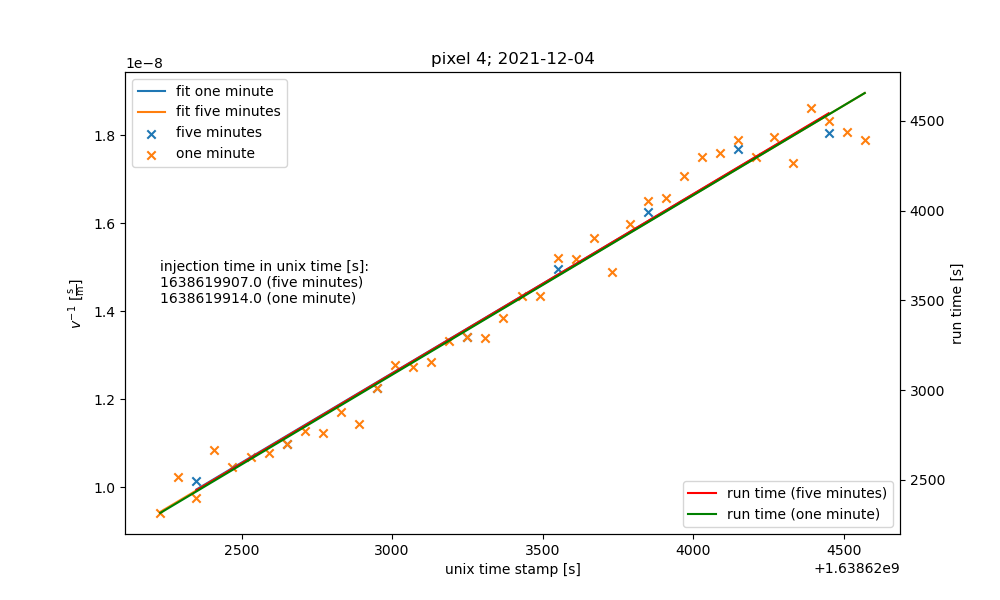 pixel 4; 2021-12-04
1e−8
fit one minute
fit five minutes
five minutes
one minute
injection time in unix time [s]:
1638619907.0 (five minutes)
1638619914.0 (one minute)
run time (five minutes)
run time (one minute)
1.8
1.6
1.4
1.2
1.0
v⁻¹ [s/m]
4500
4000
3500
3000
2500
run time [s]
2500 3000 3500 4000 4500
unix time stamp [s]
+1.63862e9